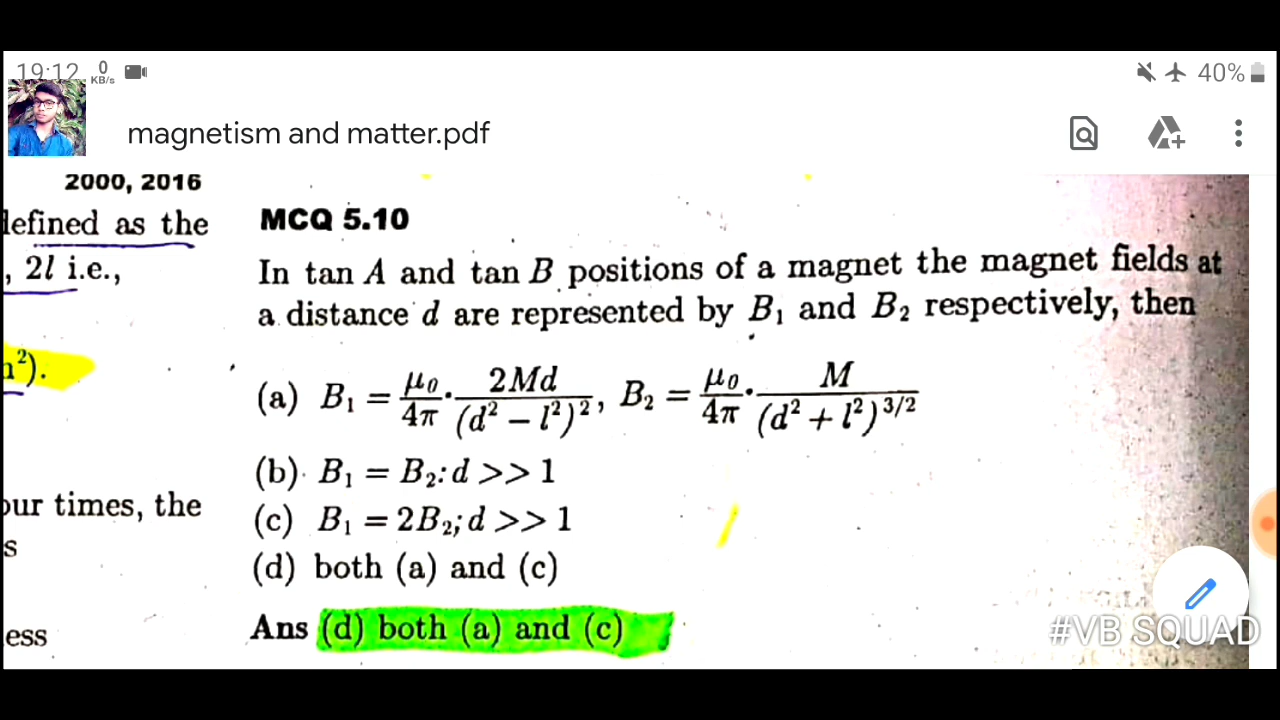 19:12 0 KB/s 40%
magnetism and matter.pdf
2000, 2016
defined as the
, 2l i.e.,
m²).
our times, the
s
ess
MCQ 5.10
In tan A and tan B positions of a magnet the magnet fields at
a distance d are represented by B₁ and B₂ respectively, then
(a) B₁ = μ₀/4π · 2Md/(d² – l²)², B₂ = μ₀/4π · M/(d² + l²)^3/2
(b) B₁ = B₂: d >> 1
(c) B₁ = 2B₂; d >> 1
(d) both (a) and (c)
Ans (d) both (a) and (c)
#VB SQUAD